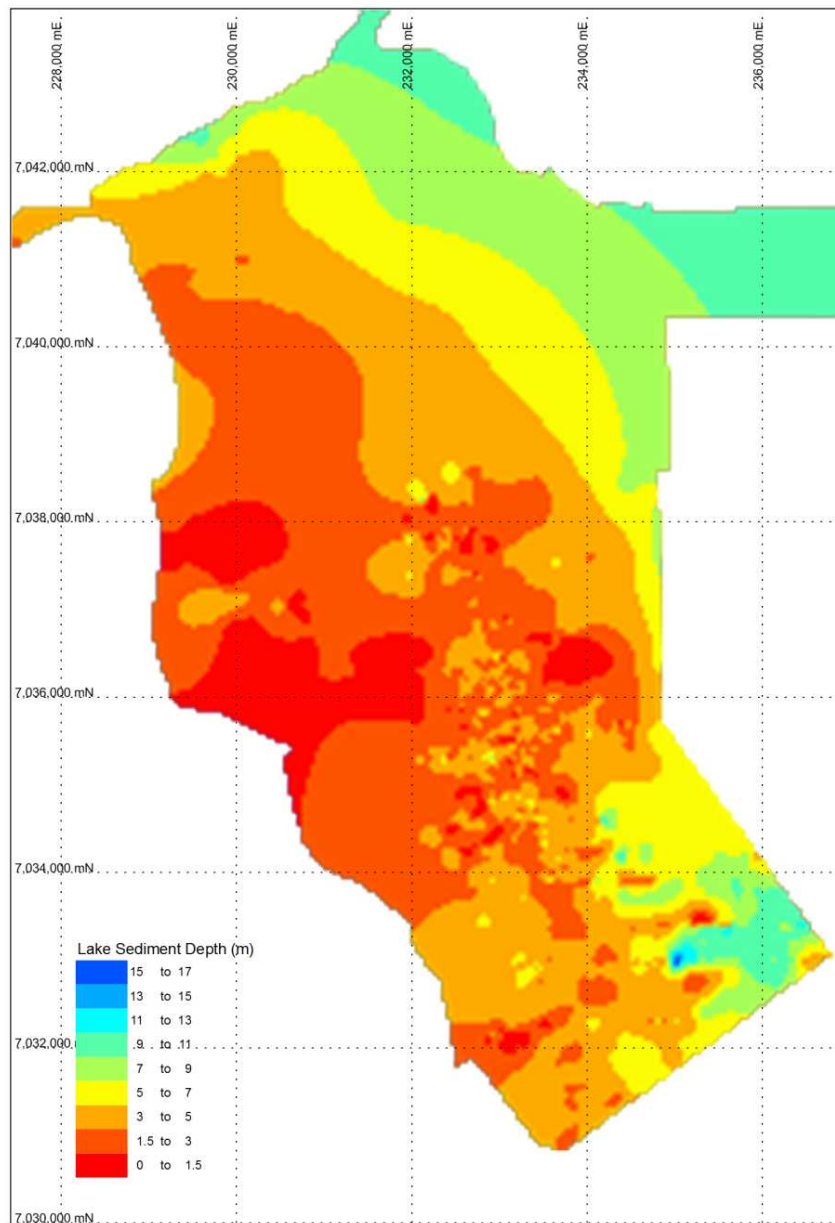 228,000 mE
230,000 mE
232,000 mE
234,000 mE
236,000 mE
7,042,000 mN
7,040,000 mN
7,038,000 mN
7,036,000 mN
7,034,000 mN
Lake Sediment Depth (m)
15 to 17
13 to 15
11 to 13
9 to 11
7 to 9
5 to 7
3 to 5
1.5 to 3
0 to 1.5
7,032,000 mN
7,030,000 mN